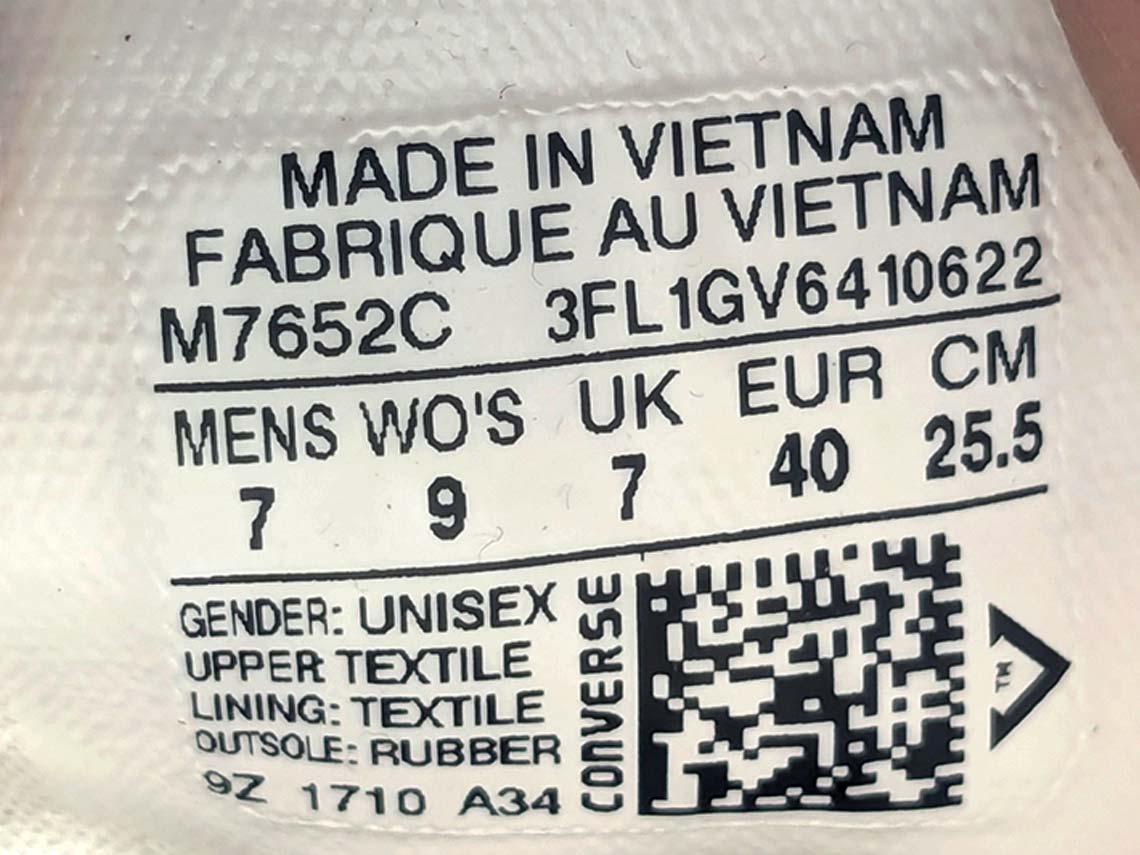 MADE IN VIETNAM
FABRIQUE AU VIETNAM
M7652C 3FL1GV6410622
MENS WO'S UK EUR CM
7 9 7 40 25.5
GENDER: UNISEX
UPPER TEXTILE
LINING: TEXTILE
OUTSOLE: RUBBER
9Z 1710 A34
CONVERSE
TM